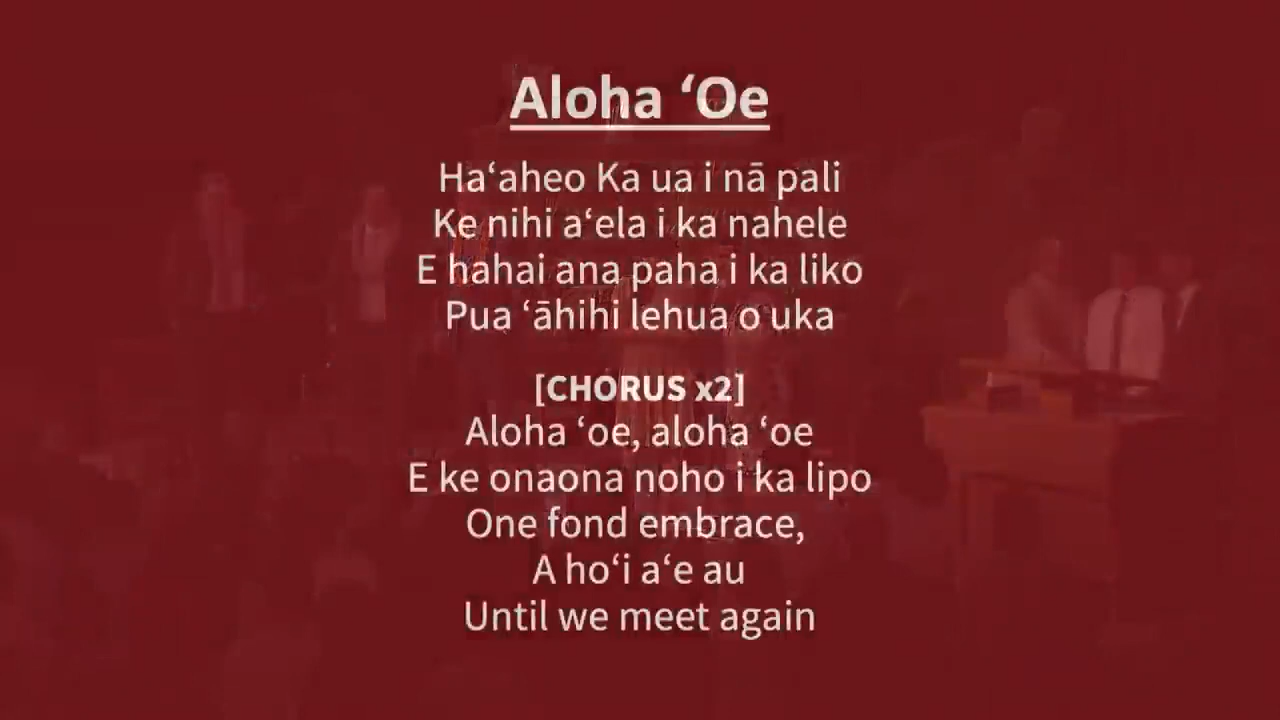 Aloha ʻOe
Haʻaheo Ka ua i nā pali
Ke nihi aʻela i ka nahele
E hahai ana paha i ka liko
Pua ʻāhihi lehua o uka
[CHORUS x2]
Aloha ʻoe, aloha ʻoe
E ke onaona noho i ka lipo
One fond embrace,
A hoʻi aʻe au
Until we meet again